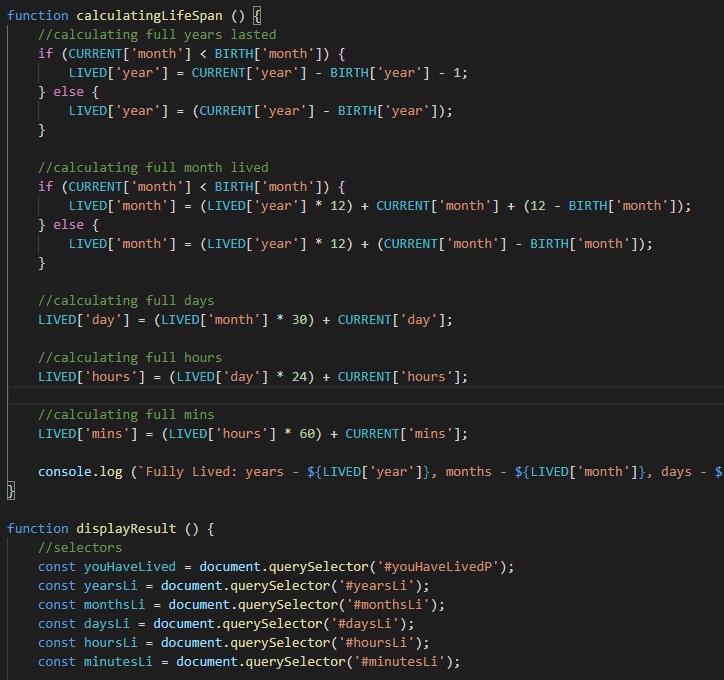 function calculatingLifeSpan () {
//calculating full years lasted
if (CURRENT['month'] < BIRTH['month']) {
LIVED['year'] = CURRENT['year'] - BIRTH['year'] - 1;
} else {
LIVED['year'] = (CURRENT['year'] - BIRTH['year']);
}
//calculating full month lived
if (CURRENT['month'] < BIRTH['month']) {
LIVED['month'] = (LIVED['year'] * 12) + CURRENT['month'] + (12 - BIRTH['month']);
} else {
LIVED['month'] = (LIVED['year'] * 12) + (CURRENT['month'] - BIRTH['month']);
}
//calculating full days
LIVED['day'] = (LIVED['month'] * 30) + CURRENT['day'];
//calculating full hours
LIVED['hours'] = (LIVED['day'] * 24) + CURRENT['hours'];
//calculating full mins
LIVED['mins'] = (LIVED['hours'] * 60) + CURRENT['mins'];
console.log (`Fully Lived: years - ${LIVED['year']}, months - ${LIVED['month']}, days - $
}
function displayResult () {
//selectors
const youHaveLived = document.querySelector('#youHaveLivedP');
const yearsLi = document.querySelector('#yearsLi');
const monthsLi = document.querySelector('#monthsLi');
const daysLi = document.querySelector('#daysLi');
const hoursLi = document.querySelector('#hoursLi');
const minutesLi = document.querySelector('#minutesLi');